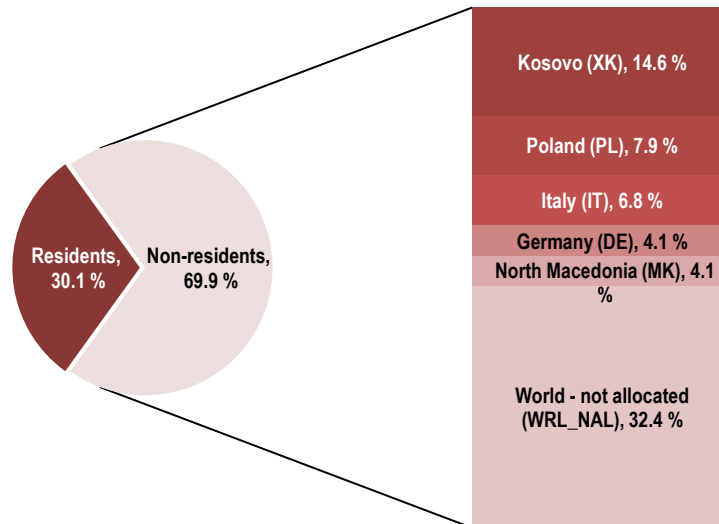 Kosovo (XK), 14.6 %
Poland (PL), 7.9 %
Italy (IT), 6.8 %
Germany (DE), 4.1 %
North Macedonia (MK), 4.1
%
Residents,
30.1 %
Non-residents,
69.9 %
World - not allocated
(WRL_NAL), 32.4 %